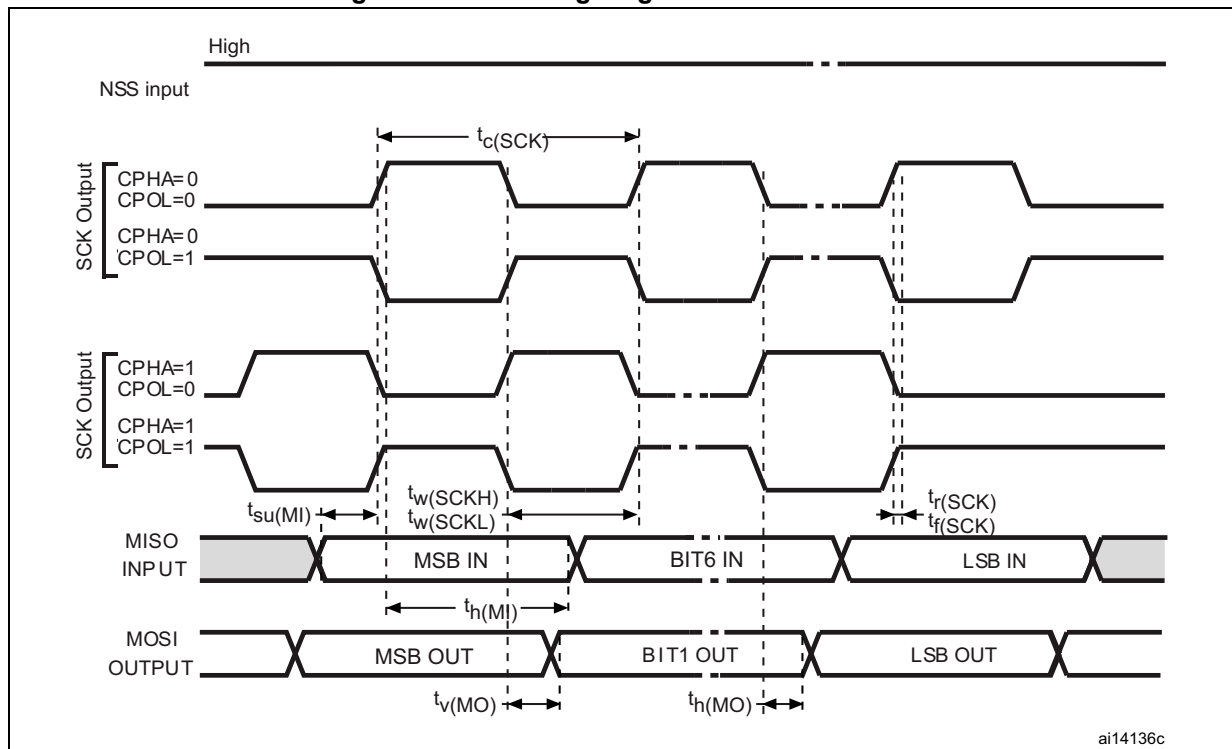 High
NSS input
tc(SCK)
SCK Output
CPHA=0
CPOL=0
CPHA=0
CPOL=1
SCK Output
CPHA=1
CPOL=0
CPHA=1
CPOL=1
tsu(MI)
tw(SCKH)
tw(SCKL)
tr(SCK)
tf(SCK)
MISO
INPUT
MSB IN
BIT6 IN
LSB IN
th(MI)
MOSI
OUTPUT
MSB OUT
BIT1 OUT
LSB OUT
tv(MO)
th(MO)
ai14136c